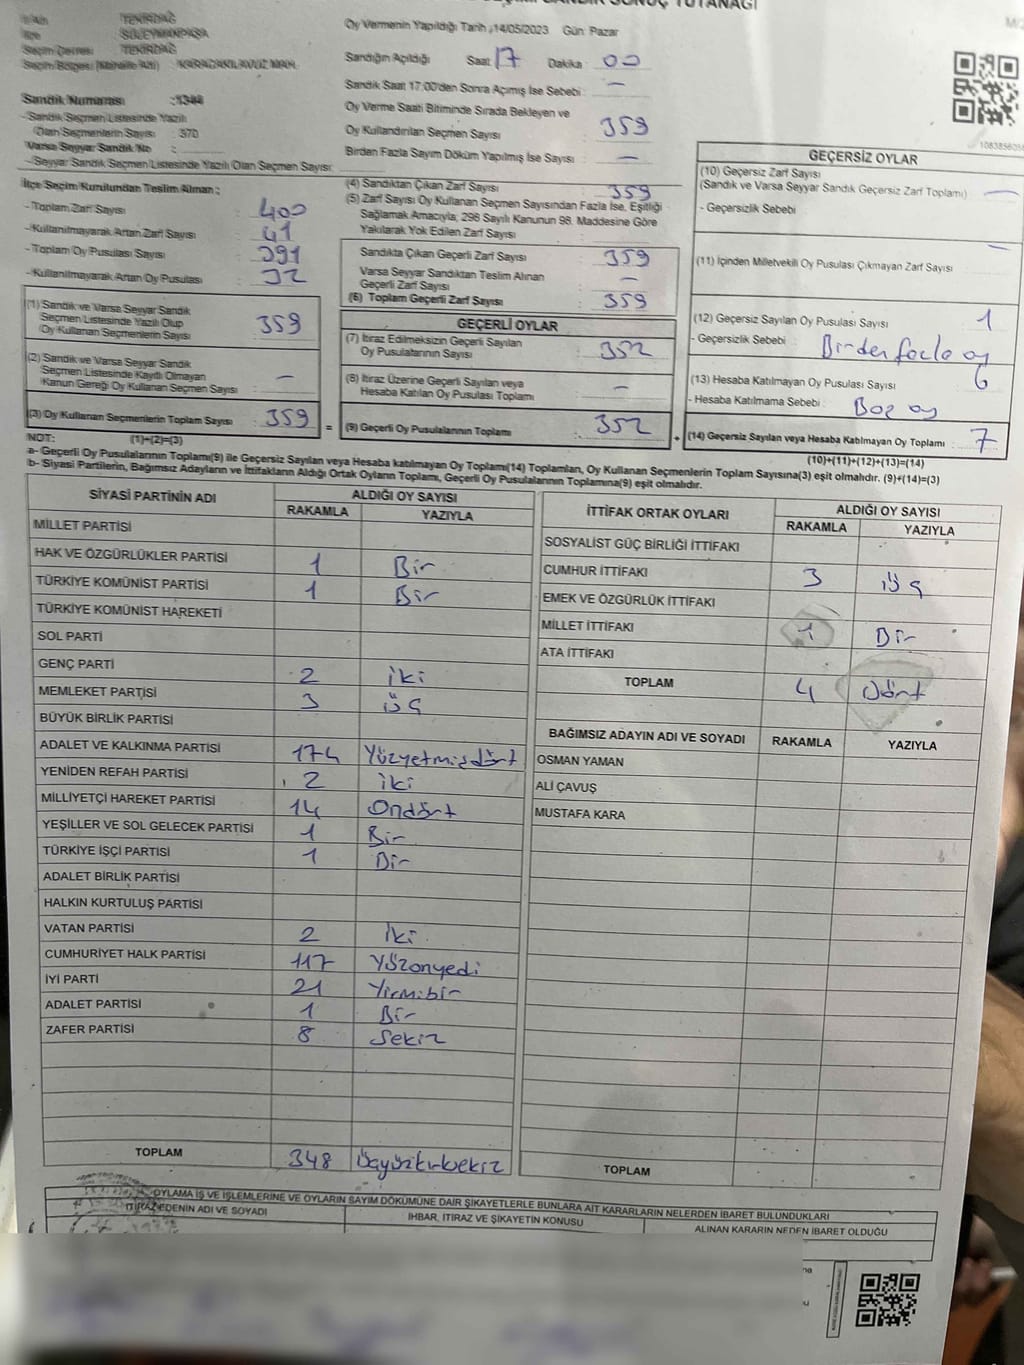 SONUÇ TUTANAĞI
TEKİRDAĞ
SÜLEYMANPAŞA
Seçim Çevresi : TEKİRDAĞ
Seçim Bölgesi (Mahalle Adı) : KARACAKILAVUZ MAH.
Sandık Numarası : 1344
- Sandık Seçmen Listesinde Yazılı
Olan Seçmenlerin Sayısı : 370
Varsa Seyyar Sandık No :
- Seyyar Sandık Seçmen Listesinde Yazılı Olan Seçmen Sayısı :
Oy Vermenin Yapıldığı Tarih : 14/05/2023 Gün: Pazar
Sandığın Açıldığı Saat 17 Dakika : 00
Sandık Saat 17:00'den Sonra Açımış İse Sebebi : —
Oy Verme Saati Bitiminde Sırada Bekleyen ve
Oy Kullandırılan Seçmen Sayısı 359
Birden Fazla Sayım Döküm Yapılmış İse Sayısı —
İlçe Seçim Kurulundan Teslim Alınan ;
- Toplam Zarf Sayısı : 400
- Kullanılmayarak Artan Zarf Sayısı : 41
- Toplam Oy Pusulası Sayısı : 391
- Kullanılmayarak Artan Oy Pusulası : 32
(4) Sandıktan Çıkan Zarf Sayısı 359
(5) Zarf Sayısı Oy Kullanan Seçmen Sayısından Fazla İse, Eşitliği
Sağlamak Amacıyla; 298 Sayılı Kanunun 98. Maddesine Göre
Yakılarak Yok Edilen Zarf Sayısı
Sandıkta Çıkan Geçerli Zarf Sayısı : 359
Varsa Seyyar Sandıktan Teslim Alınan
Geçerli Zarf Sayısı : —
(6) Toplam Geçerli Zarf Sayısı : 359
(1) Sandık ve Varsa Seyyar Sandık
Seçmen Listesinde Yazılı Olup
Oy Kullanan Seçmenlerin Sayısı : 359
(2) Sandık ve Varsa Seyyar Sandık
Seçmen Listesinde Kayıtlı Olmayan
Kanun Gereği Oy Kullanan Seçmen Sayısı : —
(3) Oy Kullanan Seçmenlerin Toplam Sayısı : 359
GEÇERLİ OYLAR
(7) İtiraz Edilmeksizin Geçerli Sayılan
Oy Pusulalarının Sayısı : 352
(8) İtiraz Üzerine Geçerli Sayılan veya
Hesaba Katılan Oy Pusulası Toplamı : —
= (9) Geçerli Oy Pusulalarının Toplamı : 352
GEÇERSİZ OYLAR
(10) Geçersiz Zarf Sayısı
(Sandık ve Varsa Seyyar Sandık Geçersiz Zarf Toplamı) : —
- Geçersizlik Sebebi
(11) İçinden Milletvekili Oy Pusulası Çıkmayan Zarf Sayısı —
(12) Geçersiz Sayılan Oy Pusulası Sayısı : 1
- Geçersizlik Sebebi : Birden fazla oy
(13) Hesaba Katılmayan Oy Pusulası Sayısı : 6
- Hesaba Katılmama Sebebi : Boş oy
+ (14) Geçersiz Sayılan veya Hesaba Katılmayan Oy Toplamı : 7
NOT: (1)+(2)=(3)
(10)+(11)+(12)+(13)=(14)
a- Geçerli Oy Pusulalarının Toplamı(9) ile Geçersiz Sayılan veya Hesaba katılmayan Oy Toplamı(14) Toplamları, Oy Kullanan Seçmenlerin Toplam Sayısına(3) eşit olmalıdır. (9)+(14)=(3)
b- Siyasi Partilerin, Bağımsız Adayların ve İttifakların Aldığı Ortak Oyların Toplamı, Geçerli Oy Pusulalarının Toplamına(9) eşit olmalıdır.
SİYASİ PARTİNİN ADI ALDIĞI OY SAYISI
RAKAMLA YAZIYLA
MİLLET PARTİSİ
HAK VE ÖZGÜRLÜKLER PARTİSİ 1 Bir
TÜRKİYE KOMÜNİST PARTİSİ 1 Bir
TÜRKİYE KOMÜNİST HAREKETİ
SOL PARTİ
GENÇ PARTİ 2 İki
MEMLEKET PARTİSİ 3 Üç
BÜYÜK BİRLİK PARTİSİ
ADALET VE KALKINMA PARTİSİ 174 Yüzyetmişdört
YENİDEN REFAH PARTİSİ 2 İki
MİLLİYETÇİ HAREKET PARTİSİ 14 Ondört
YEŞİLLER VE SOL GELECEK PARTİSİ 1 Bir
TÜRKİYE İŞÇİ PARTİSİ 1 Bir
ADALET BİRLİK PARTİSİ
HALKIN KURTULUŞ PARTİSİ
VATAN PARTİSİ 2 İki
CUMHURİYET HALK PARTİSİ 117 Yüzonyedi
İYİ PARTİ 21 Yirmibir
ADALET PARTİSİ 1 Bir
ZAFER PARTİSİ 8 Sekiz
TOPLAM 348 Üçyüzkırksekiz
İTTİFAK ORTAK OYLARI ALDIĞI OY SAYISI
RAKAMLA YAZIYLA
SOSYALİST GÜÇ BİRLİĞİ İTTİFAKI
CUMHUR İTTİFAKI 3 Üç
EMEK VE ÖZGÜRLÜK İTTİFAKI
MİLLET İTTİFAKI 1 Bir
ATA İTTİFAKI
TOPLAM 4 Dört
BAĞIMSIZ ADAYIN ADI VE SOYADI RAKAMLA YAZIYLA
OSMAN YAMAN
ALİ ÇAVUŞ
MUSTAFA KARA
TOPLAM
OYLAMA İŞ VE İŞLEMLERİNE VE OYLARIN SAYIM DÖKÜMÜNE DAİR ŞİKAYETLERLE BUNLARA AİT KARARLARIN NELERDEN İBARET BULUNDUKLARI
İTİRAZ EDENİN ADI VE SOYADI İHBAR, İTİRAZ VE ŞİKAYETİN KONUSU ALINAN KARARIN NEDEN İBARET OLDUĞU